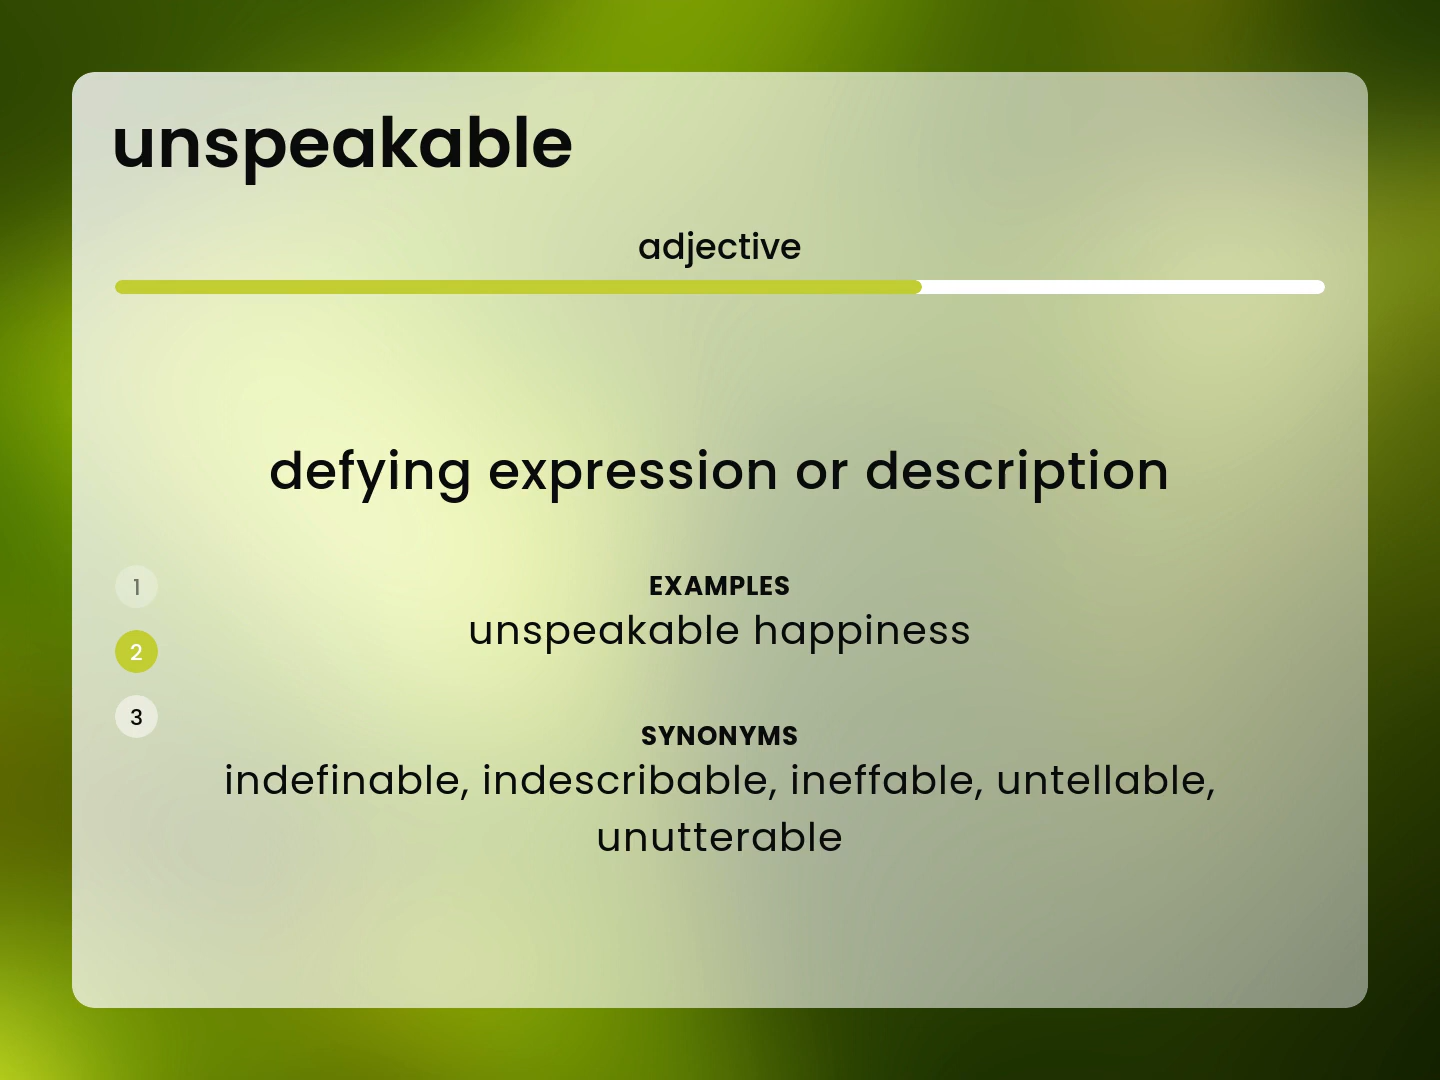 unspeakable
adjective
defying expression or description
1
2
3
EXAMPLES
unspeakable happiness
SYNONYMS
indefinable, indescribable, ineffable, untellable,
unutterable